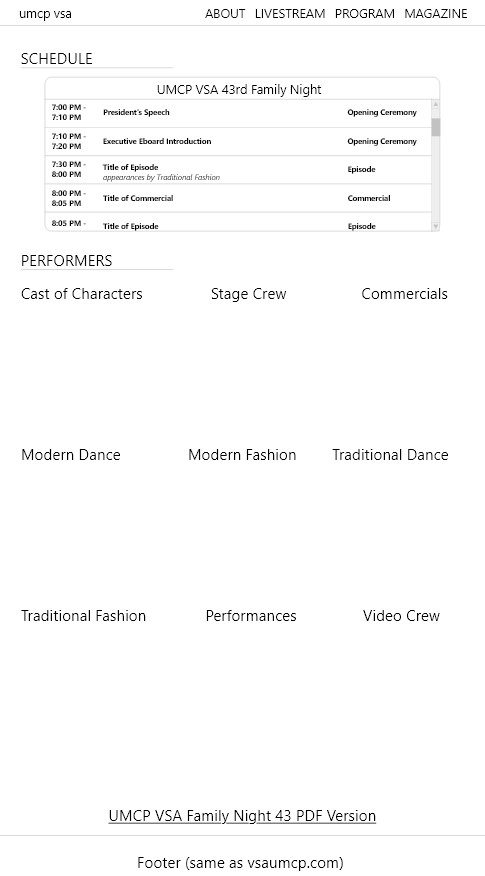 umcp vsa ABOUT LIVESTREAM PROGRAM MAGAZINE
SCHEDULE
UMCP VSA 43rd Family Night
7:00 PM - President's Speech Opening Ceremony
7:10 PM
7:10 PM - Executive Eboard Introduction Opening Ceremony
7:20 PM
7:30 PM - Title of Episode Episode
8:00 PM appearances by Traditional Fashion
8:00 PM - Title of Commercial Commercial
8:05 PM
8:05 PM - Title of Episode Episode
PERFORMERS
Cast of Characters Stage Crew Commercials
Modern Dance Modern Fashion Traditional Dance
Traditional Fashion Performances Video Crew
UMCP VSA Family Night 43 PDF Version
Footer (same as vsaumcp.com)